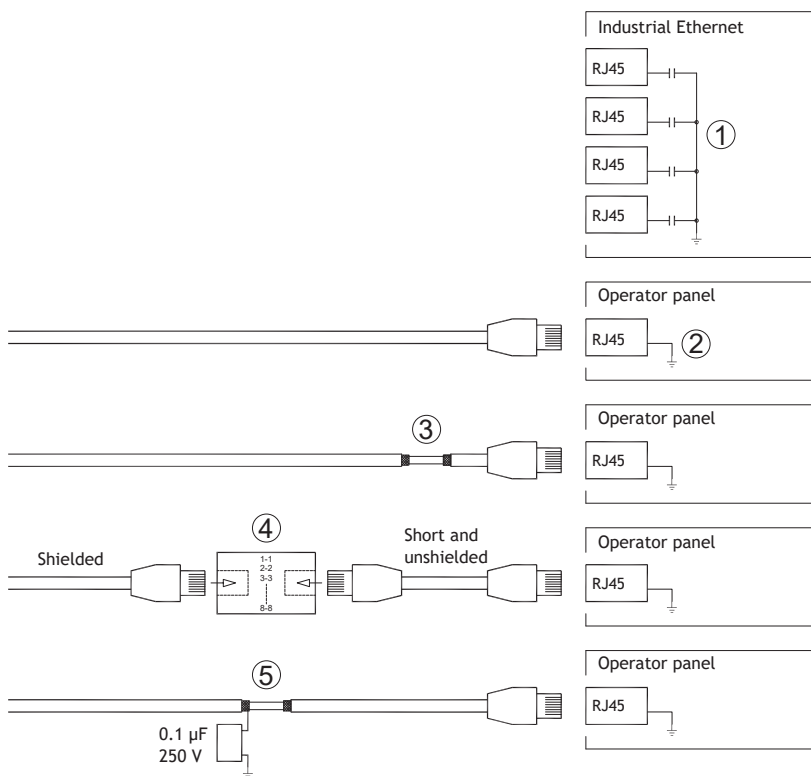 Industrial Ethernet
RJ45
RJ45
①
RJ45
RJ45
Operator panel
RJ45
②
Operator panel
③
RJ45
Operator panel
④
Shielded
1-1
2-2
3-3
8-8
Short and
unshielded
RJ45
Operator panel
⑤
RJ45
0.1 µF
250 V